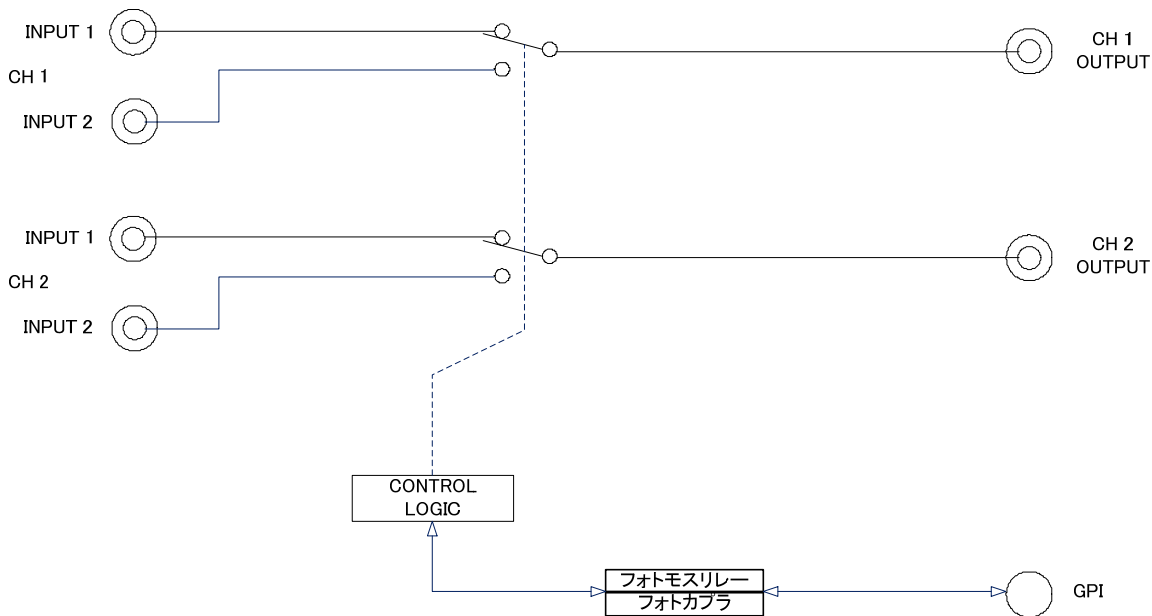 INPUT 1
CH 1
INPUT 2
CH 1
OUTPUT
INPUT 1
CH 2
INPUT 2
CH 2
OUTPUT
CONTROL
LOGIC
フォトモスリレー
フォトカプラ
GPI